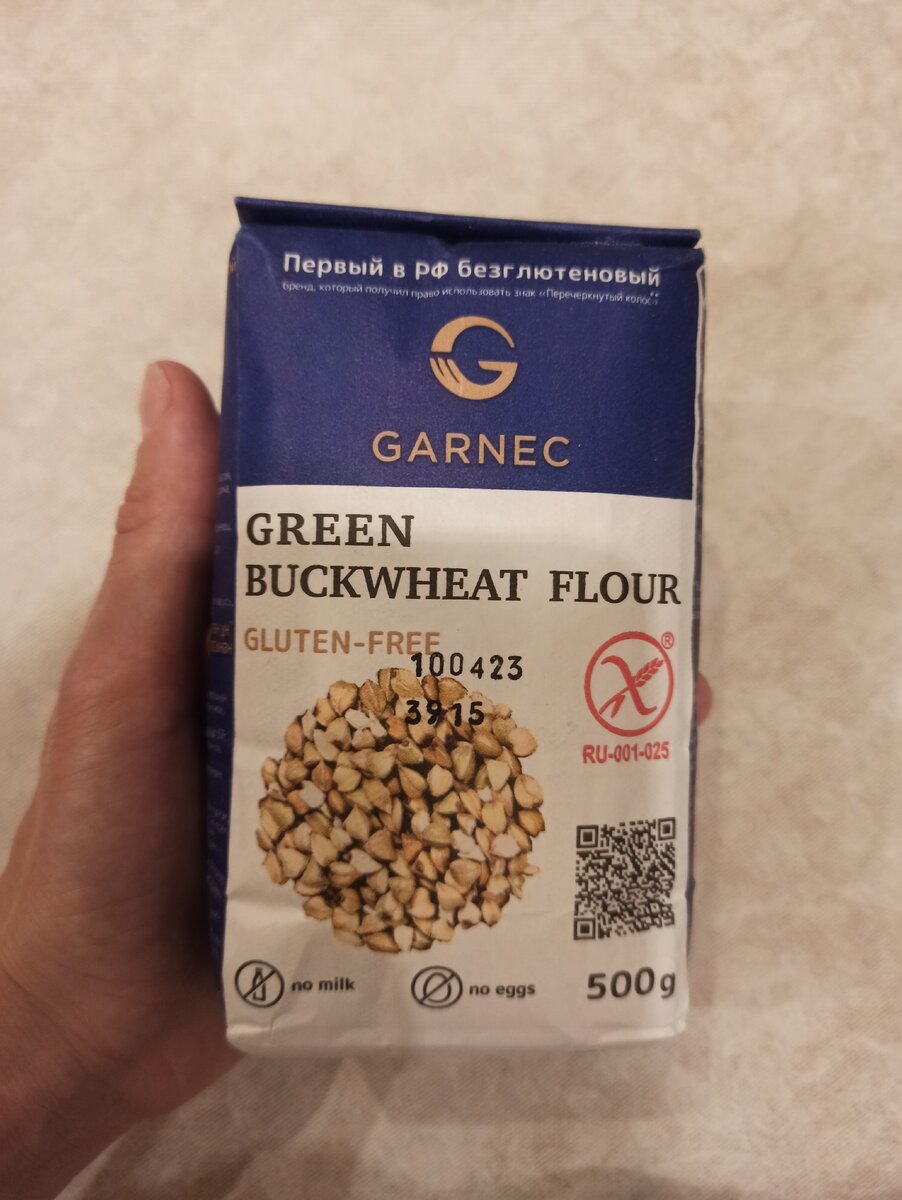 Первый в РФ безглютеновый
бренд, который получил право использовать знак «Перечеркнутый колос»
GARNEC
GREEN
BUCKWHEAT FLOUR
GLUTEN-FREE
100423
3915
®
RU-001-025
no milk
no eggs
500g